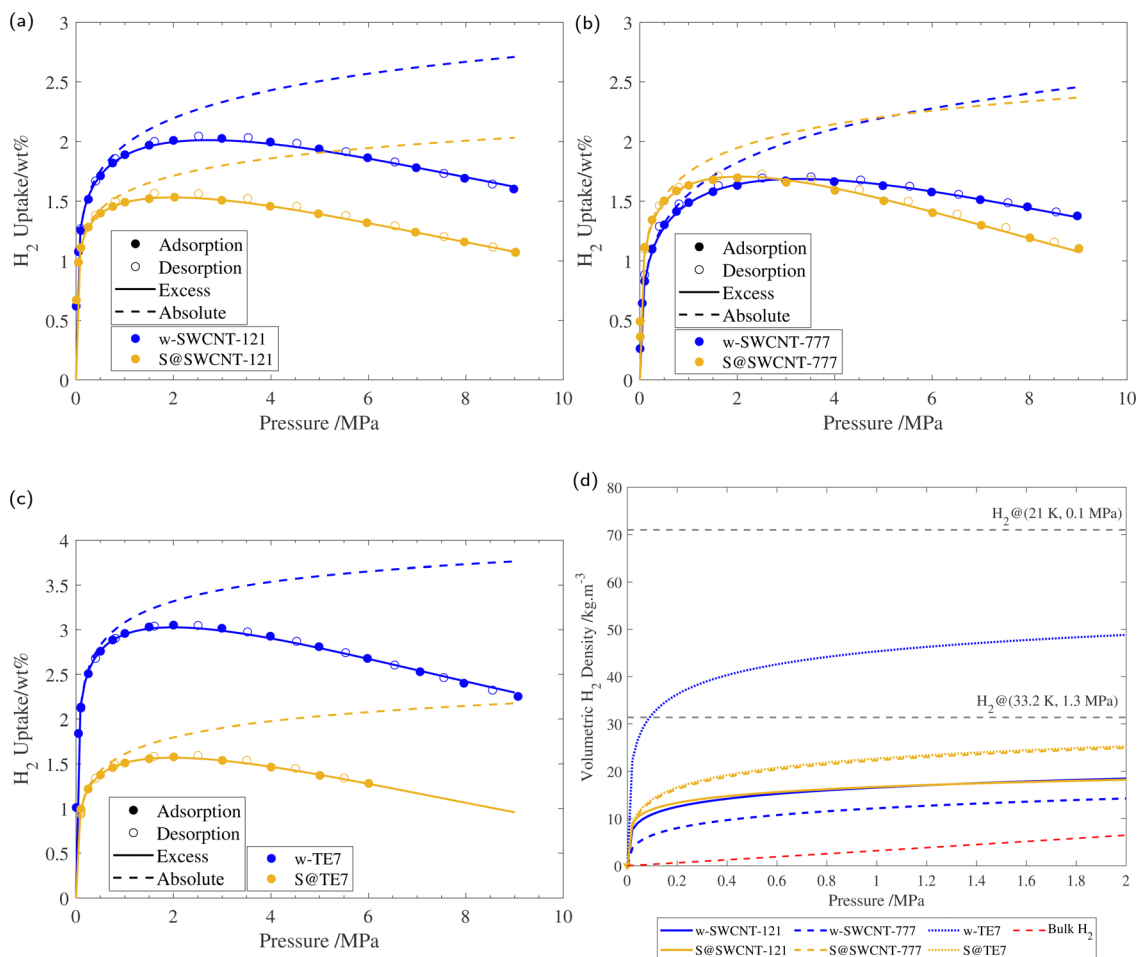 (a)
3
2.5
2
1.5
1
0.5
0
H2 Uptake/wt%
Adsorption
Desorption
Excess
Absolute
w-SWCNT-121
S@SWCNT-121
0 2 4 6 8 10
Pressure /MPa
(b)
3
2.5
2
1.5
1
0.5
0
H2 Uptake/wt%
Adsorption
Desorption
Excess
Absolute
w-SWCNT-777
S@SWCNT-777
0 2 4 6 8 10
Pressure /MPa
(c)
4
3.5
3
2.5
2
1.5
1
0.5
0
H2 Uptake/wt%
Adsorption
Desorption
Excess
Absolute
w-TE7
S@TE7
0 2 4 6 8 10
Pressure /MPa
(d)
80
70
60
50
40
30
20
10
0
Volumetric H2 Density /kg.m-3
H2@(21 K, 0.1 MPa)
H2@(33.2 K, 1.3 MPa)
0 0.2 0.4 0.6 0.8 1 1.2 1.4 1.6 1.8 2
Pressure /MPa
w-SWCNT-121 w-SWCNT-777 w-TE7 Bulk H2
S@SWCNT-121 S@SWCNT-777 S@TE7